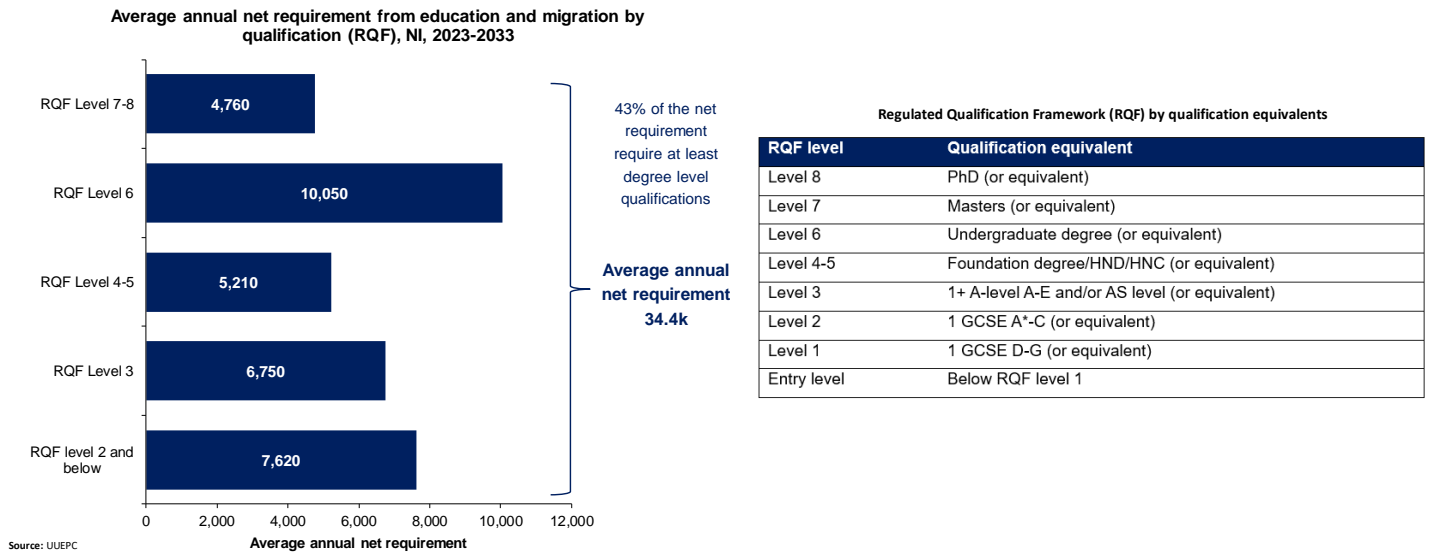 Average annual net requirement from education and migration by
qualification (RQF), NI, 2023-2033
RQF Level 7-8
4,760
RQF Level 6
10,050
RQF Level 4-5
5,210
RQF Level 3
6,750
RQF level 2 and
below
7,620
0 2,000 4,000 6,000 8,000 10,000 12,000
Average annual net requirement
Source: UUEPC
43% of the net
requirement
require at least
degree level
qualifications
Average annual
net requirement
34.4k
Regulated Qualification Framework (RQF) by qualification equivalents
RQF level Qualification equivalent
Level 8 PhD (or equivalent)
Level 7 Masters (or equivalent)
Level 6 Undergraduate degree (or equivalent)
Level 4-5 Foundation degree/HND/HNC (or equivalent)
Level 3 1+ A-level A-E and/or AS level (or equivalent)
Level 2 1 GCSE A*-C (or equivalent)
Level 1 1 GCSE D-G (or equivalent)
Entry level Below RQF level 1